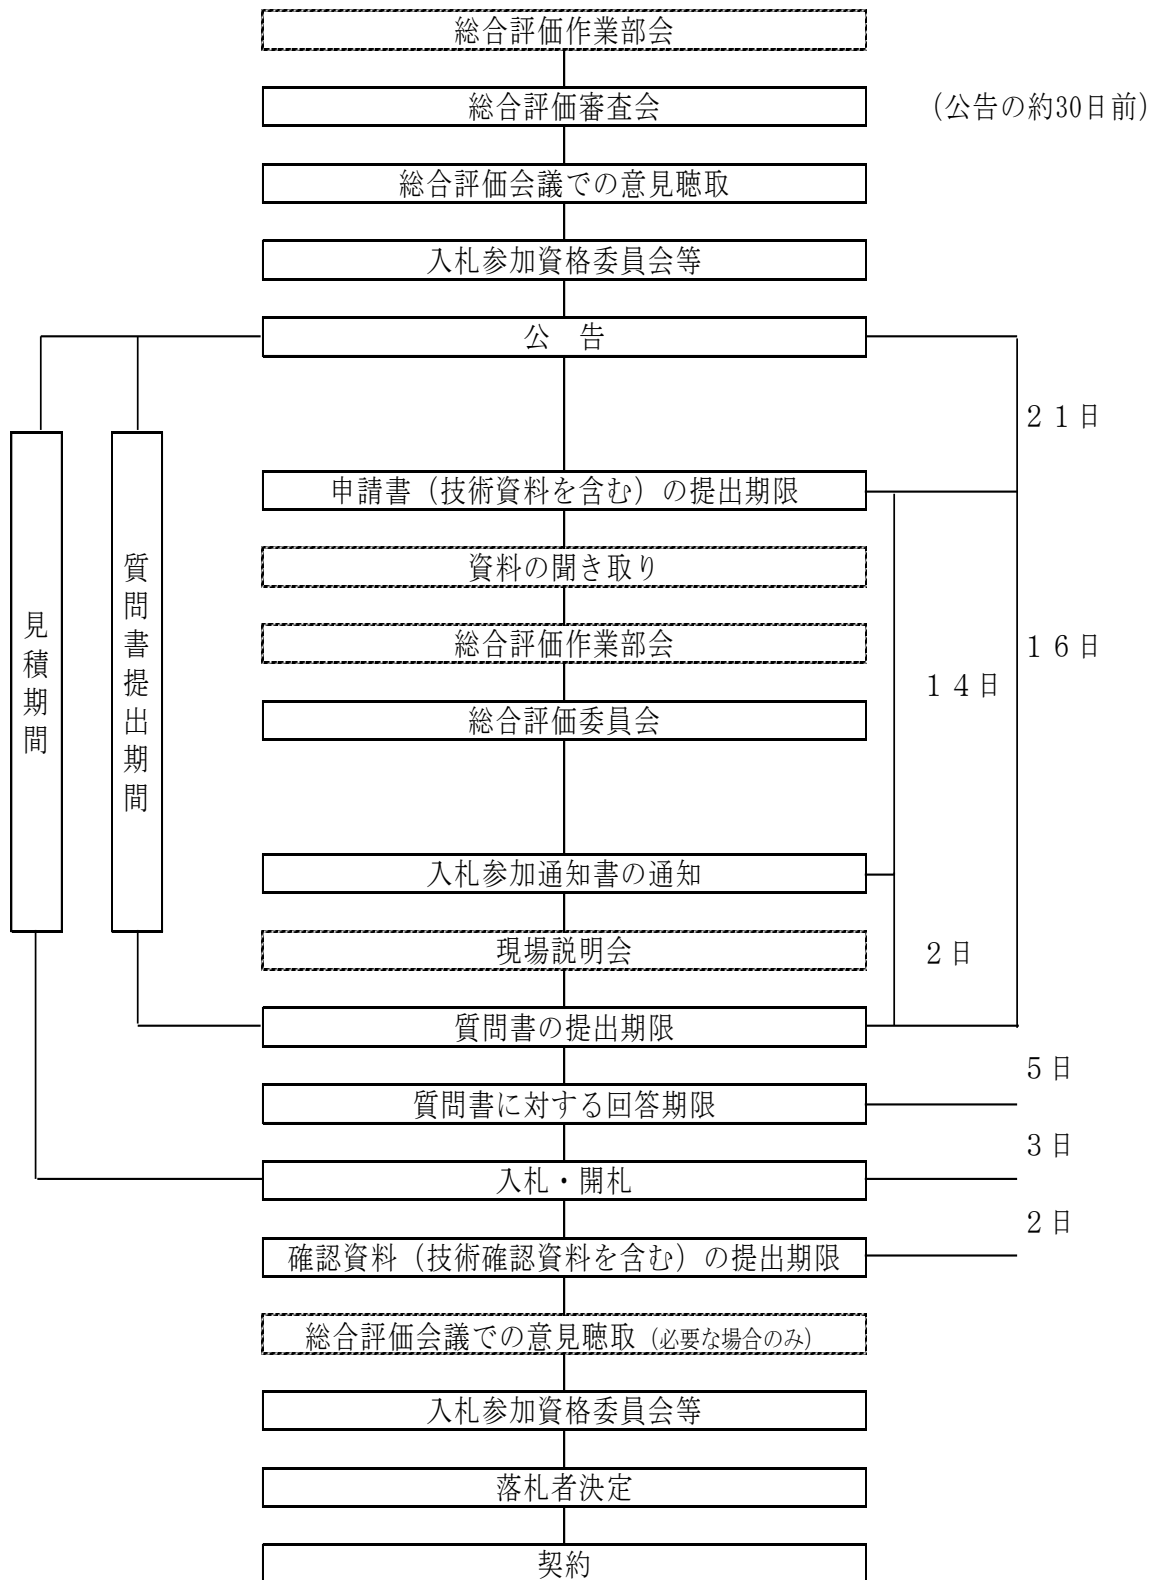 総合評価作業部会
総合評価審査会
(公告の約30日前)
総合評価会議での意見聴取
入札参加資格委員会等
公　告
２１日
申請書（技術資料を含む）の提出期限
資料の聞き取り
総合評価作業部会
１６日
１４日
総合評価委員会
見積期間
質問書提出期間
入札参加通知書の通知
現場説明会
２日
質問書の提出期限
５日
質問書に対する回答期限
３日
入札・開札
２日
確認資料（技術確認資料を含む）の提出期限
総合評価会議での意見聴取（必要な場合のみ）
入札参加資格委員会等
落札者決定
契約